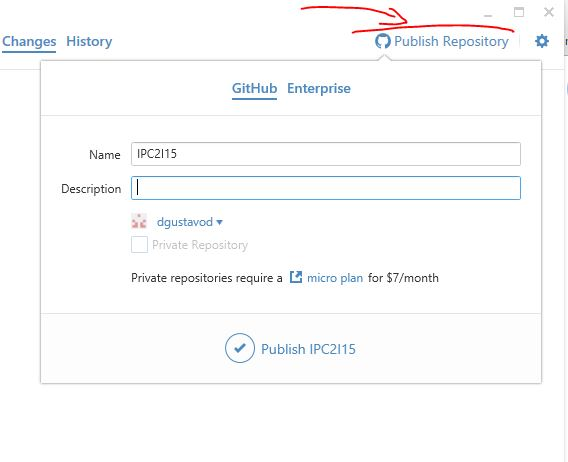 Changes History Publish Repository
GitHub Enterprise
Name IPC2I15
Description
dgustavod
Private Repository
Private repositories require a micro plan for $7/month
Publish IPC2I15